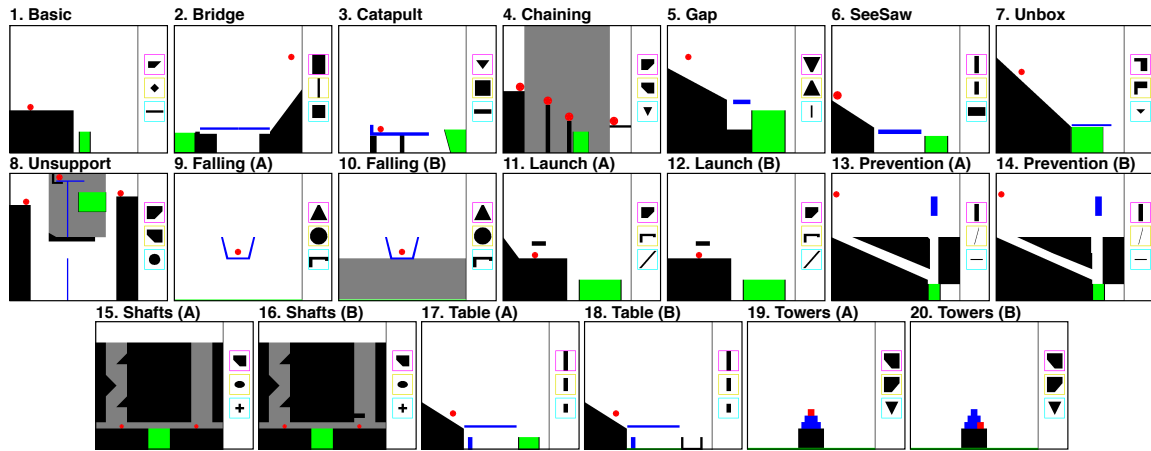 1. Basic
2. Bridge
3. Catapult
4. Chaining
5. Gap
6. SeeSaw
7. Unbox
8. Unsupport
9. Falling (A)
10. Falling (B)
11. Launch (A)
12. Launch (B)
13. Prevention (A)
14. Prevention (B)
15. Shafts (A)
16. Shafts (B)
17. Table (A)
18. Table (B)
19. Towers (A)
20. Towers (B)